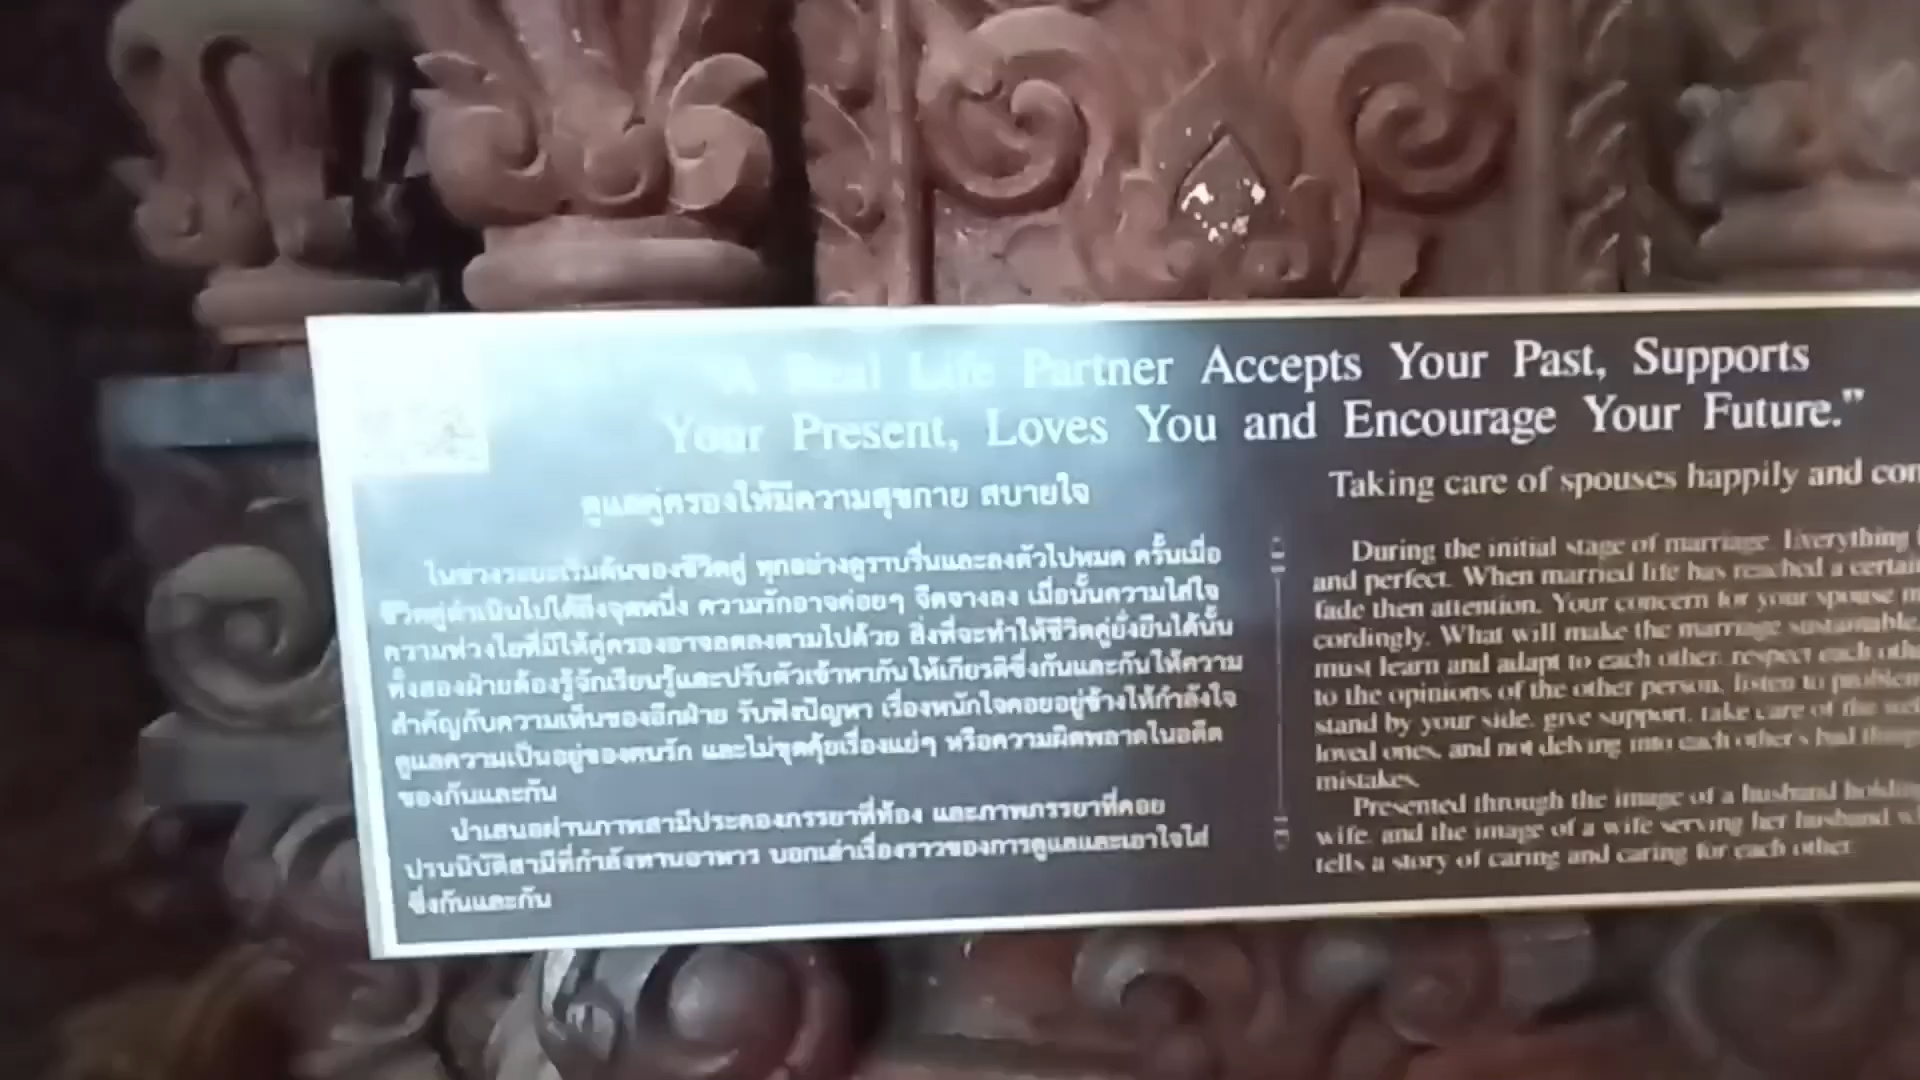 "A Real Life Partner Accepts Your Past, Supports
Your Present, Loves You and Encourage Your Future."
ดูแลคู่ครองให้มีความสุขกาย สบายใจ
ในช่วงระยะเริ่มต้นของชีวิตคู่ ทุกอย่างดูราบรื่นและลงตัวไปหมด ครั้นเมื่อ
ชีวิตคู่ดำเนินไปได้ถึงจุดหนึ่ง ความรักอาจค่อยๆ จืดจางลง เมื่อนั้นความใส่ใจ
ความห่วงใยที่มีให้คู่ครองอาจลดลงตามไปด้วย สิ่งที่จะทำให้ชีวิตคู่ยั่งยืนได้นั้น
ทั้งสองฝ่ายต้องรู้จักเรียนรู้และปรับตัวเข้าหากันให้เกียรติซึ่งกันและกันให้ความ
สำคัญกับความเห็นของอีกฝ่าย รับฟังปัญหา เรื่องหนักใจคอยอยู่ข้างให้กำลังใจ
ดูแลความเป็นอยู่ของคนรัก และไม่ขุดคุ้ยเรื่องแย่ๆ หรือความผิดพลาดในอดีต
ของกันและกัน
นำเสนอผ่านภาพสามีประคองภรรยาที่ท้อง และภาพภรรยาที่คอย
ปรนนิบัติสามีที่กำลังทานอาหาร บอกเล่าเรื่องราวของการดูแลและเอาใจใส่
ซึ่งกันและกัน
Taking care of spouses happily and
During the initial stage of marriage. Everything
and perfect. When married life has reached a certain
fade then attention. Your concern for your spouse
cordingly. What will make the marriage sustainable.
must learn and adapt to each other. respect each
to the opinions of the other person, listen to
stand by your side. give support. take care of the
loved ones, and not delving into each other's bad
mistakes.
Presented through the image of a husband
wife. and the image of a wife serving her husband
tells a story of caring and caring for each other.